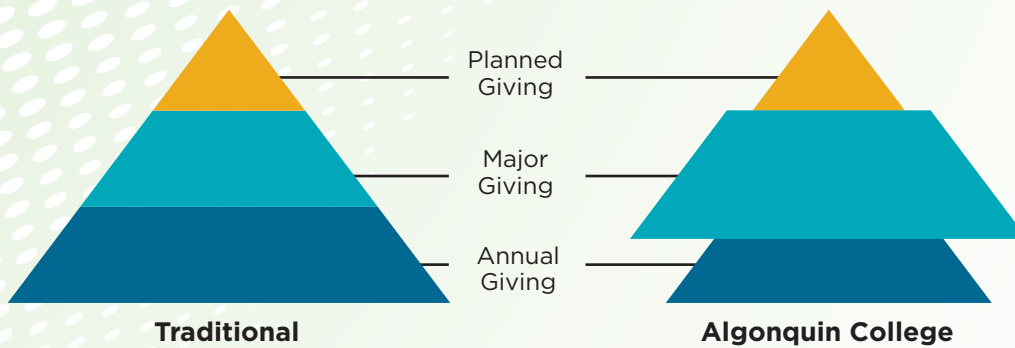 Planned
Giving
Major
Giving
Annual
Giving
Traditional
Algonquin College